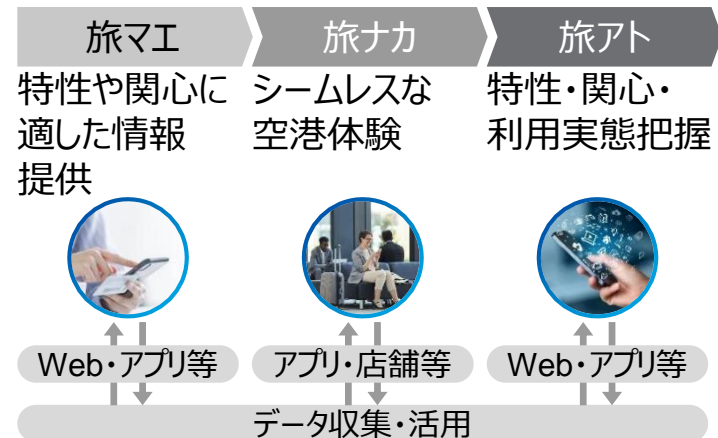 旅マエ
旅ナカ
旅アト
特性や関心に
適した情報
提供
シームレスな
空港体験
特性・関心・
利用実態把握
Web・アプリ等
アプリ・店舗等
Web・アプリ等
データ収集・活用